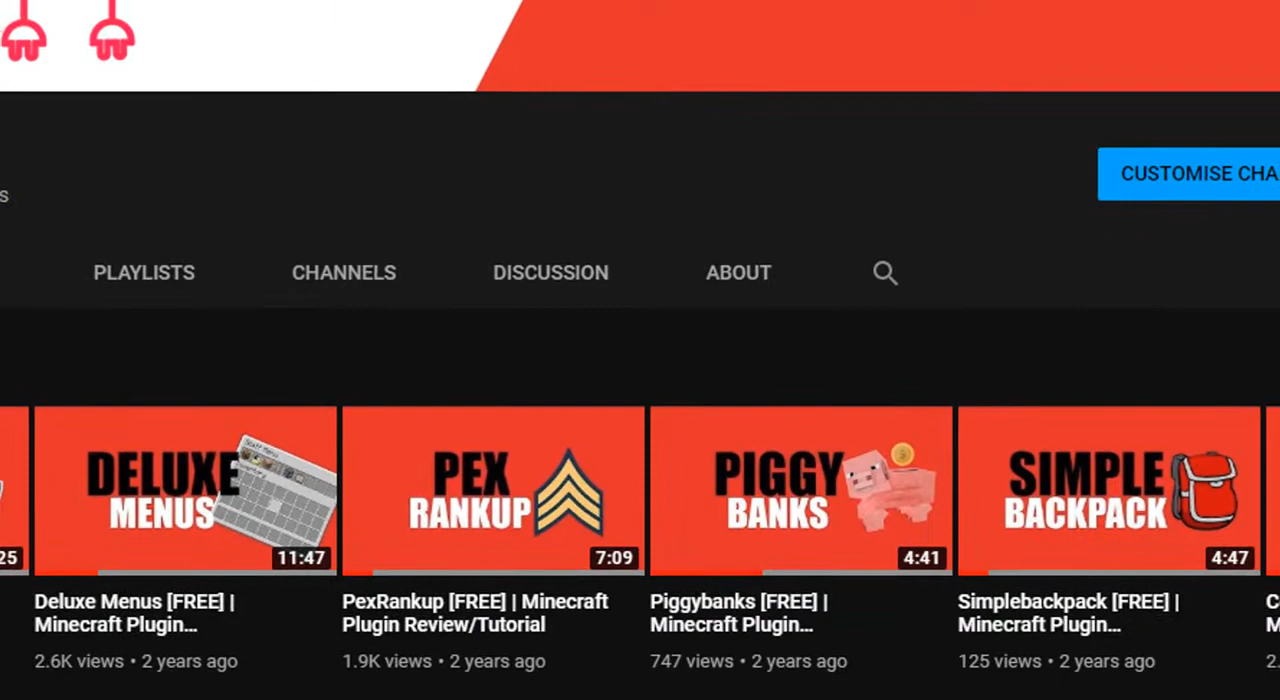 CUSTOMISE CHA
s
PLAYLISTS CHANNELS DISCUSSION ABOUT
DELUXE
MENUS
PEX
RANKUP
PIGGY
BANKS
SIMPLE
BACKPACK
25 11:47 7:09 4:41 4:47
Deluxe Menus [FREE] |
Minecraft Plugin...
PexRankup [FREE] | Minecraft
Plugin Review/Tutorial
Piggybanks [FREE] |
Minecraft Plugin...
Simplebackpack [FREE] |
Minecraft Plugin...
C
M
2.6K views • 2 years ago
1.9K views • 2 years ago
747 views • 2 years ago
125 views • 2 years ago
2.